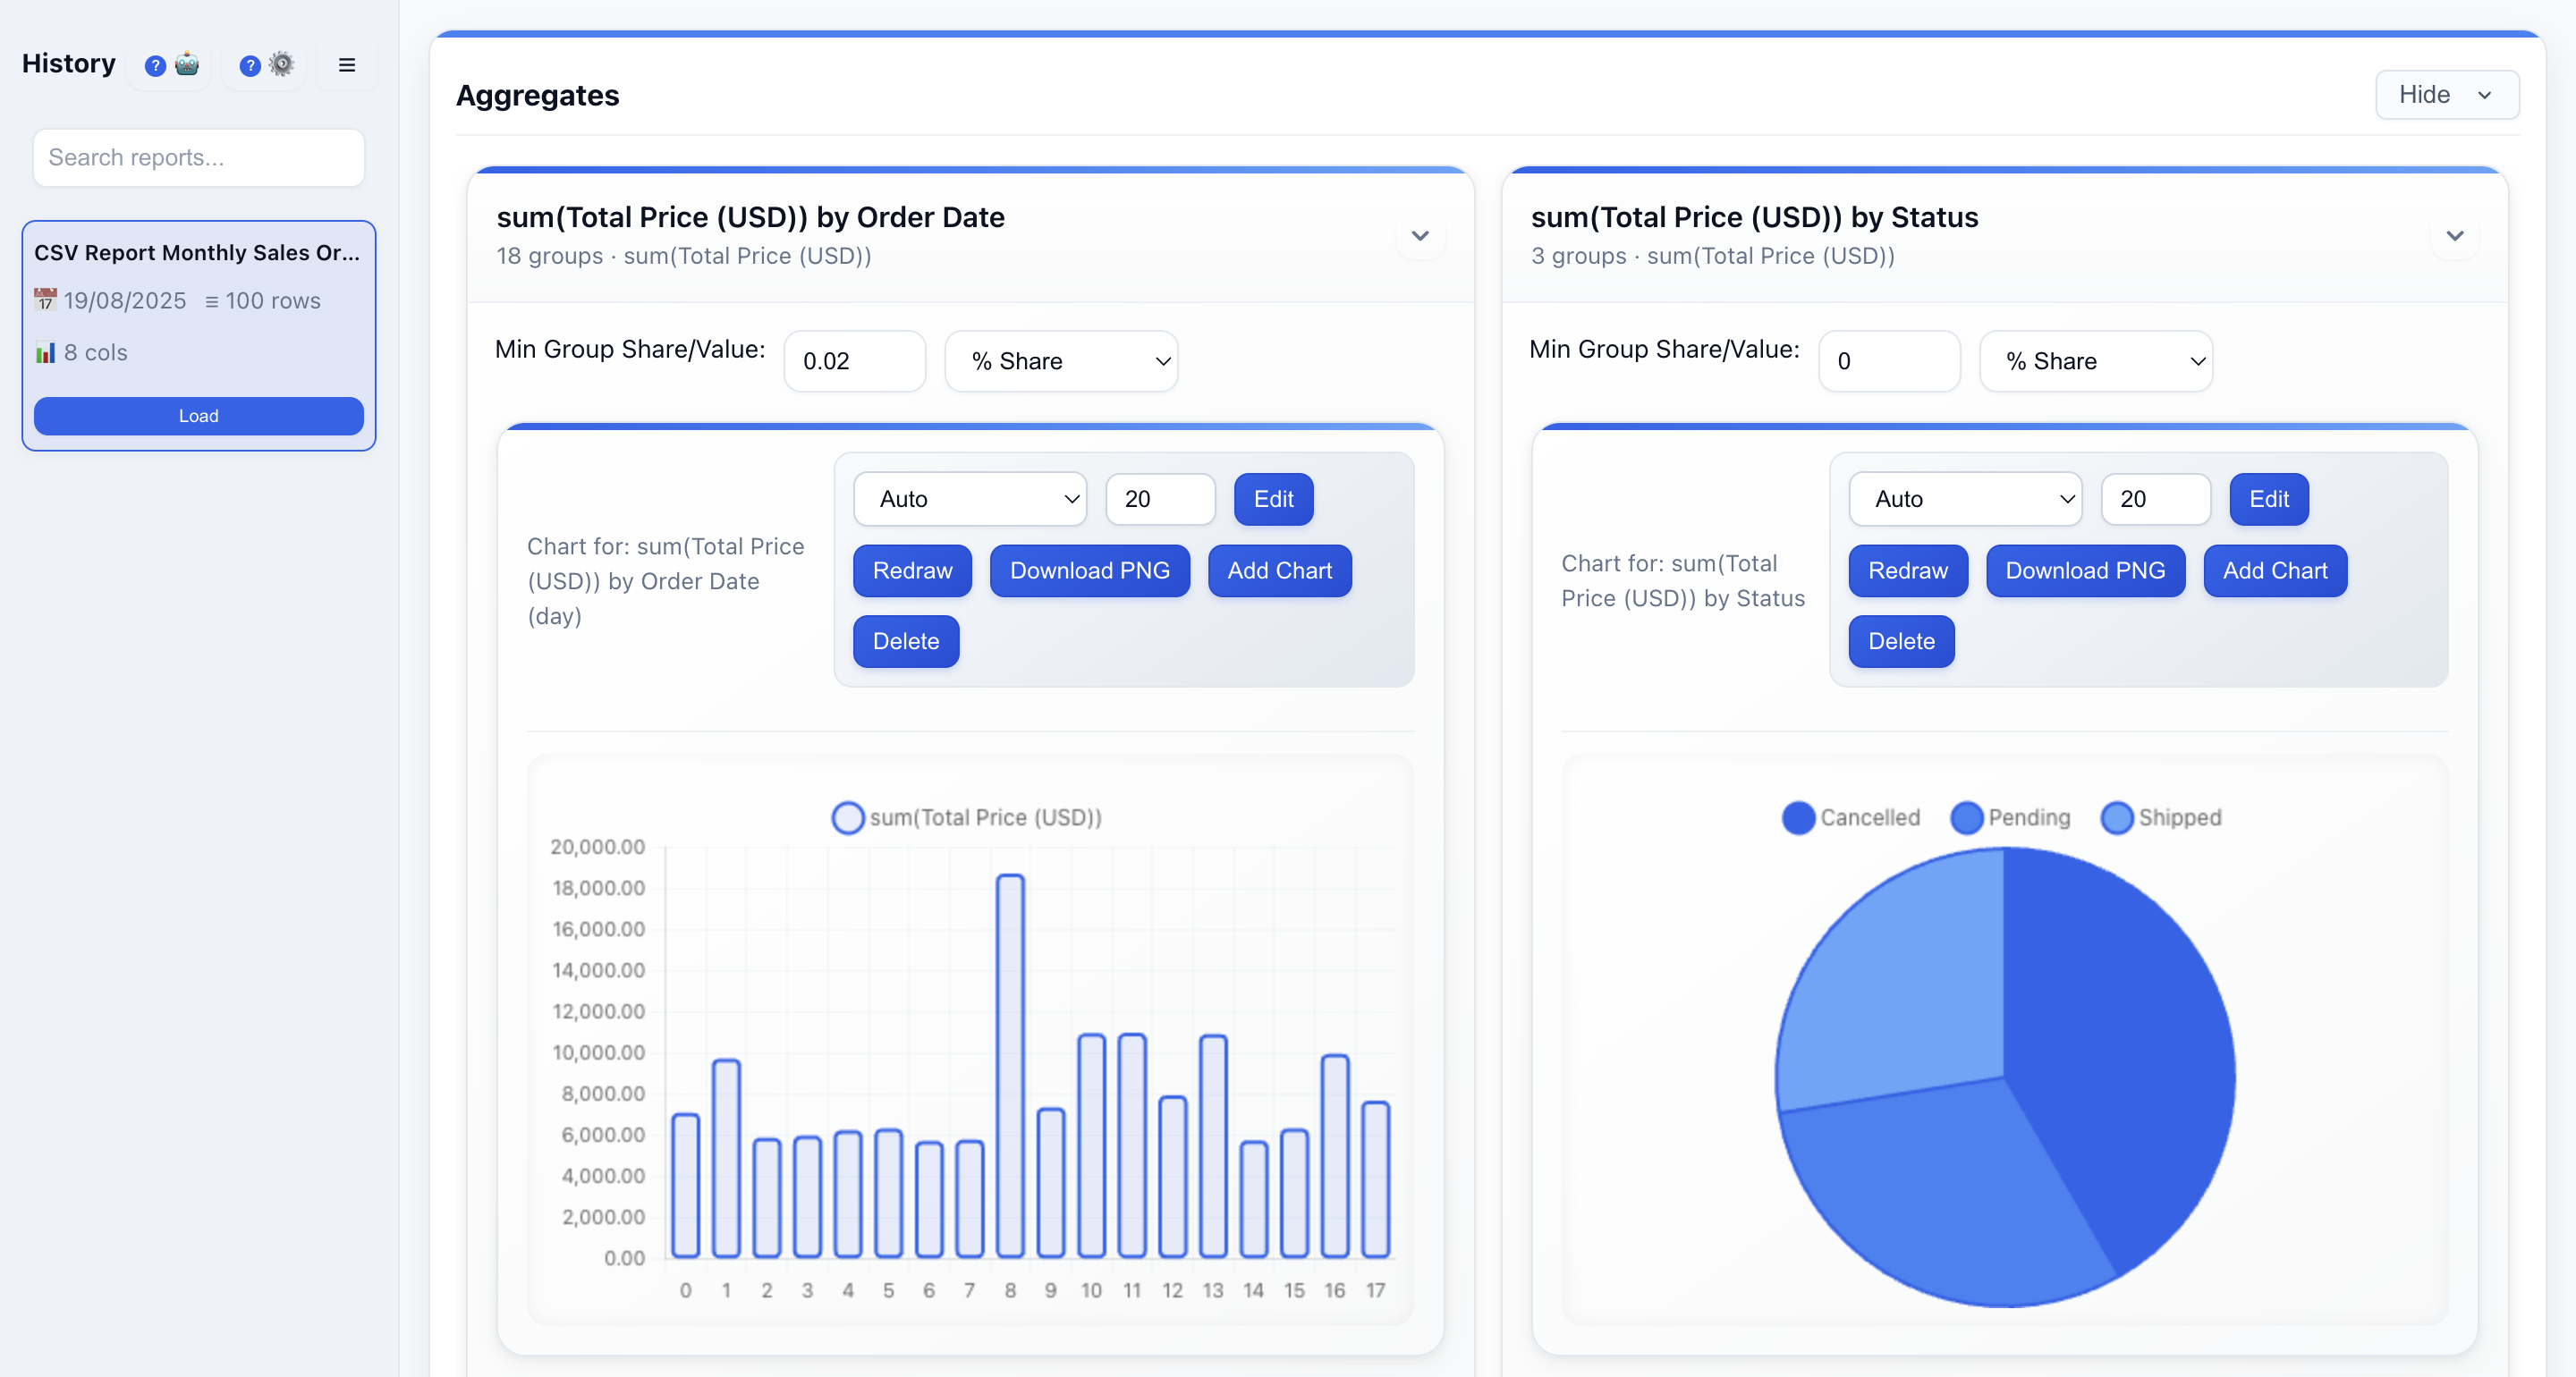 History ? ?
Search reports...
CSV Report Monthly Sales Or...
17 19/08/2025 100 rows
8 cols
Load
Aggregates
Hide
sum(Total Price (USD)) by Order Date
18 groups · sum(Total Price (USD))
Min Group Share/Value: 0.02 % Share
Chart for: sum(Total Price
(USD)) by Order Date
(day)
Auto 20 Edit
Redraw Download PNG Add Chart
Delete
sum(Total Price (USD))
20,000.00
18,000.00
16,000.00
14,000.00
12,000.00
10,000.00
8,000.00
6,000.00
4,000.00
2,000.00
0.00
0 1 2 3 4 5 6 7 8 9 10 11 12 13 14 15 16 17
sum(Total Price (USD)) by Status
3 groups · sum(Total Price (USD))
Min Group Share/Value: 0 % Share
Chart for: sum(Total
Price (USD)) by Status
Auto 20 Edit
Redraw Download PNG Add Chart
Delete
Cancelled Pending Shipped